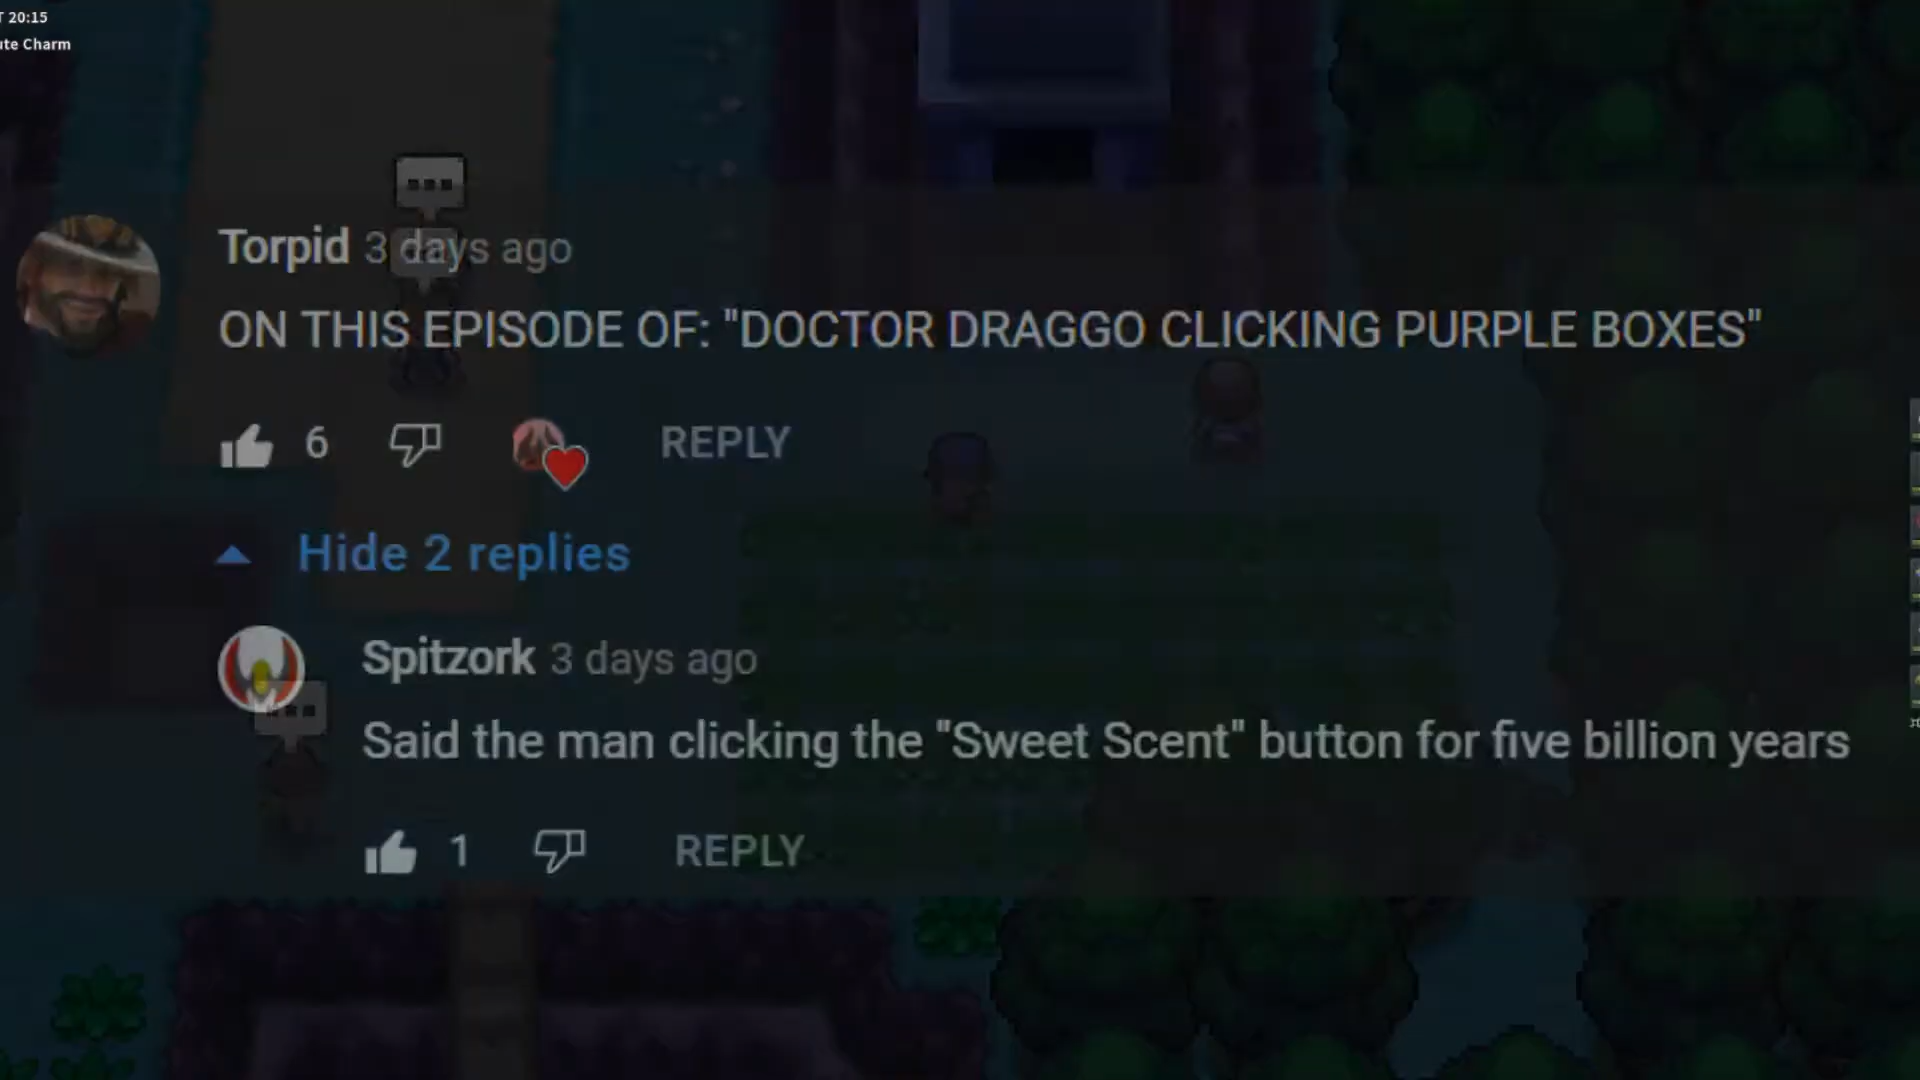 20:15
Charm
Torpid 3 days ago
ON THIS EPISODE OF: "DOCTOR DRAGGO CLICKING PURPLE BOXES"
6 REPLY
Hide 2 replies
Spitzork 3 days ago
Said the man clicking the "Sweet Scent" button for five billion years
1 REPLY